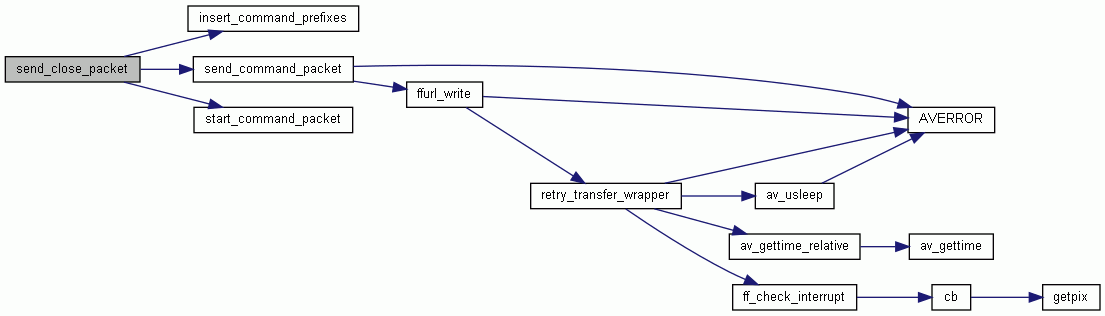 insert_command_prefixes
send_close_packet
send_command_packet
ffurl_write
start_command_packet
AVERROR
retry_transfer_wrapper
av_usleep
av_gettime_relative
av_gettime
ff_check_interrupt
cb
getpix